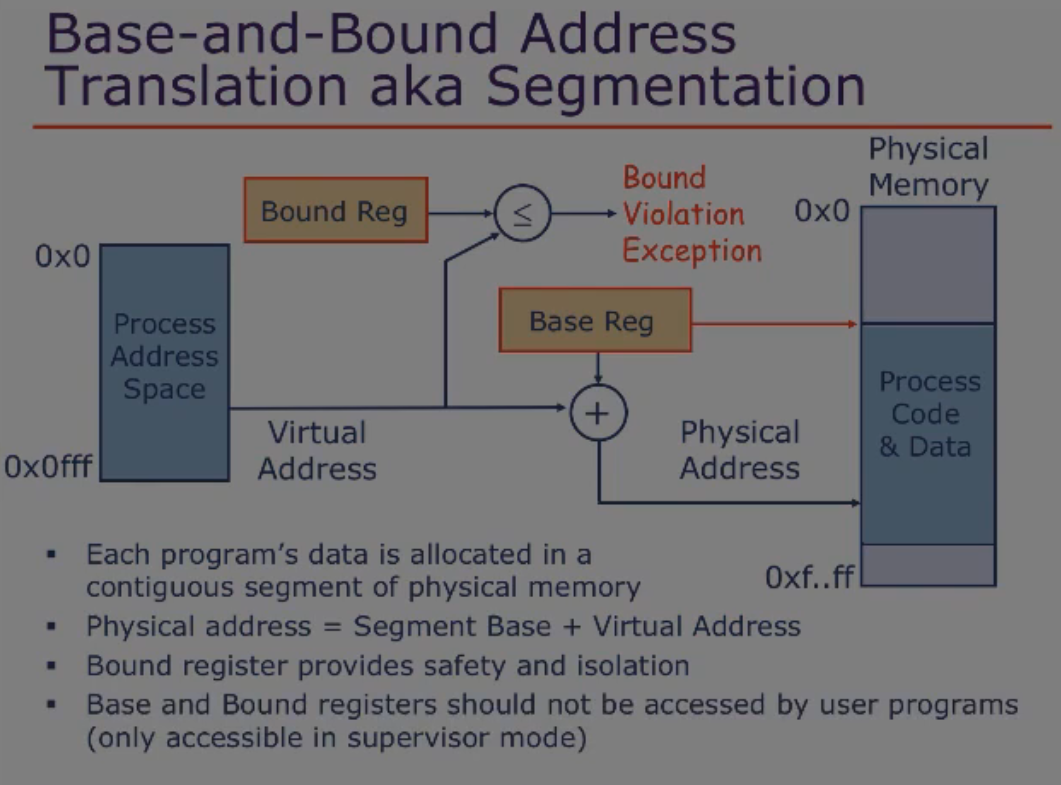 Base-and-Bound Address
Translation aka Segmentation
Physical
Memory
Bound Reg
≤
Bound
Violation
Exception
0x0
0x0
Process
Address
Space
Base Reg
Process
Code
& Data
+
Virtual
Address
Physical
Address
0x0fff
0xf..ff
▪ Each program's data is allocated in a
contiguous segment of physical memory
▪ Physical address = Segment Base + Virtual Address
▪ Bound register provides safety and isolation
▪ Base and Bound registers should not be accessed by user programs
(only accessible in supervisor mode)